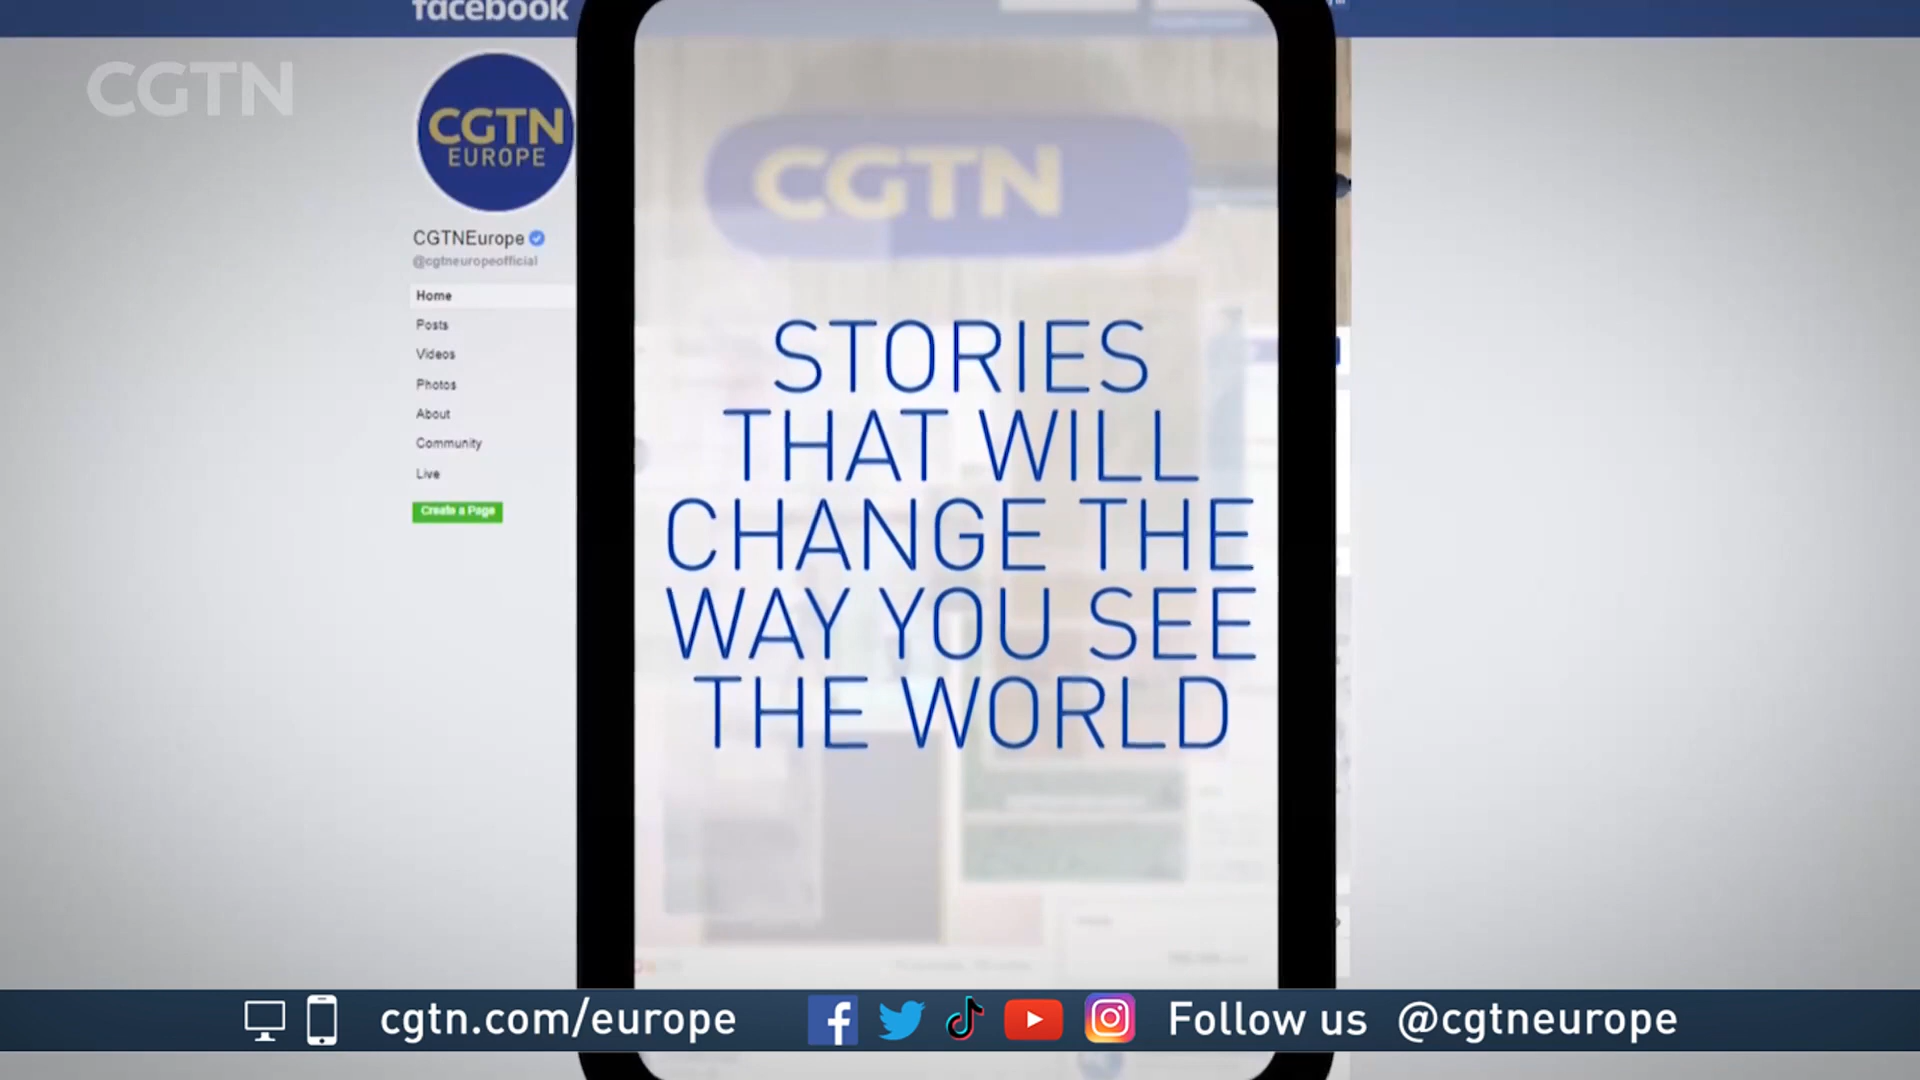 facebook
CGTN
CGTN
EUROPE
CGTNEurope
@cgtneuropeofficial
Home
Posts
Videos
Photos
About
Community
Live
Create a Page
CGTN
STORIES
THAT WILL
CHANGE THE
WAY YOU SEE
THE WORLD
cgtn.com/europe
Follow us @cgtneurope